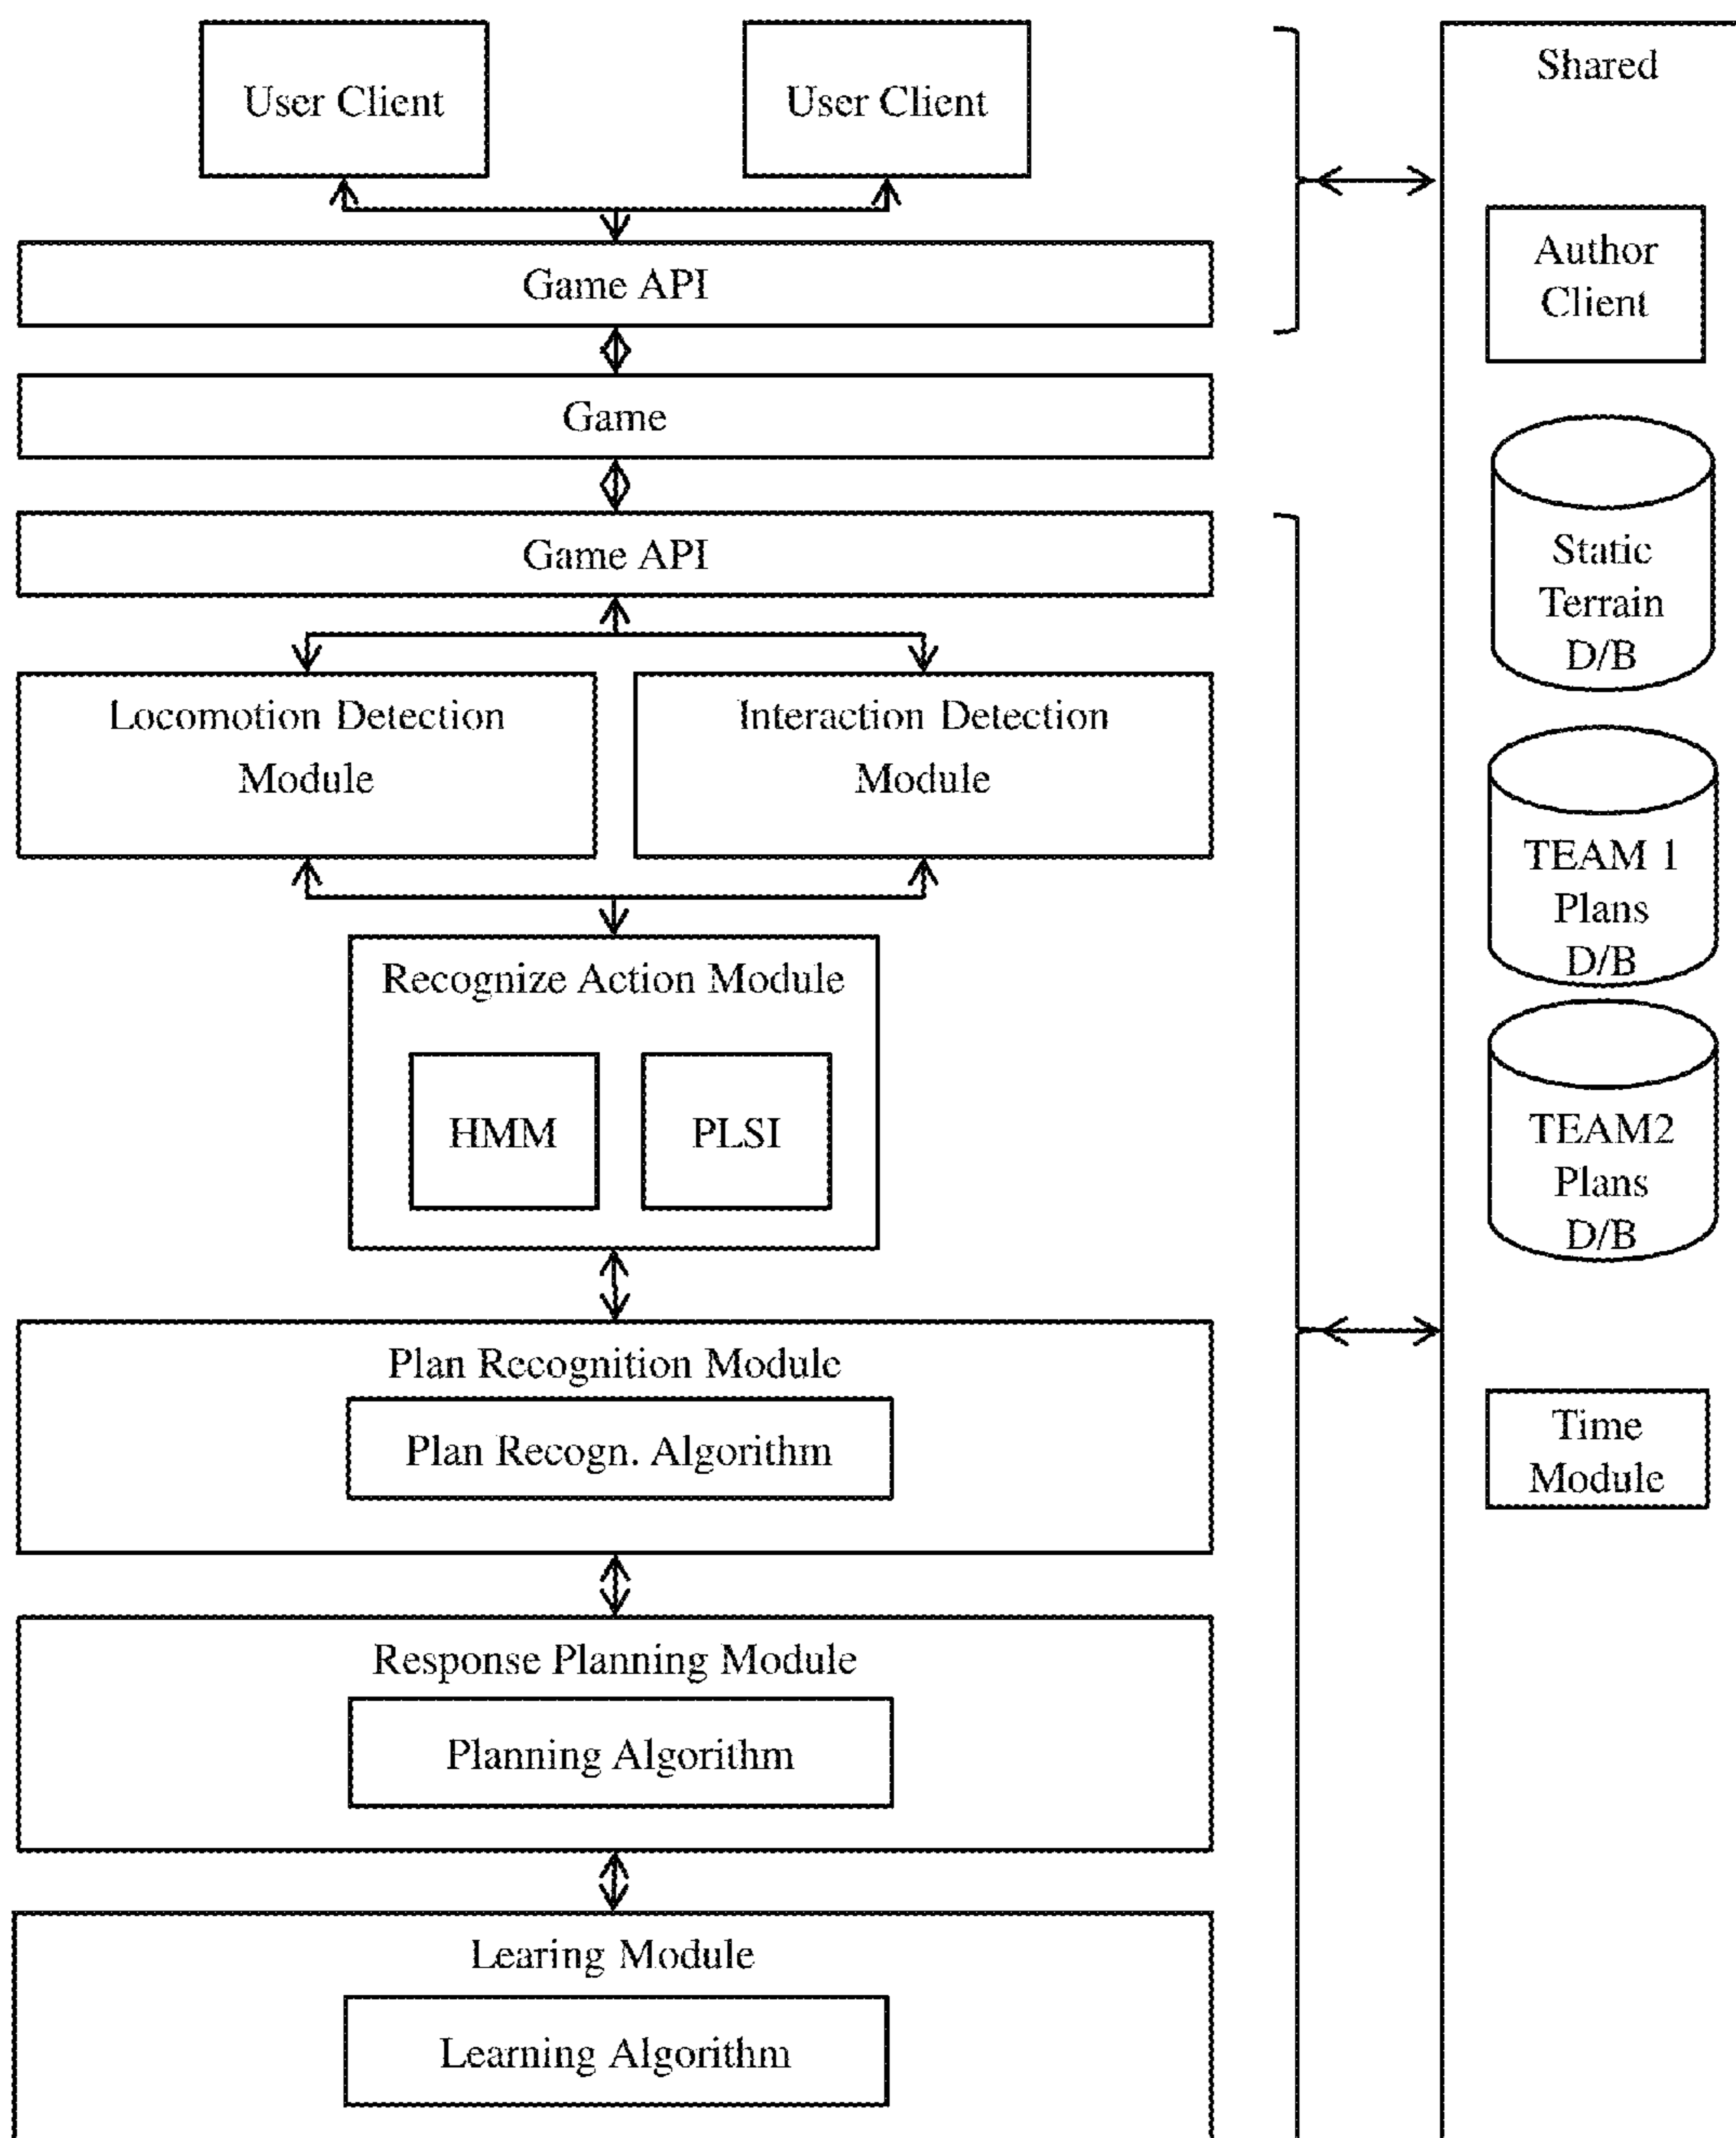 User Client
User Client
Game API
Game
Game API
Locomotion Detection
Module
Interaction Detection
Module
Recognize Action Module
HMM
PLSI
Plan Recognition Module
Plan Recogn. Algorithm
Response Planning Module
Planning Algorithm
Learing Module
Learning Algorithm
Shared
Author
Client
Static
Terrain
D/B
TEAM 1
Plans
D/B
TEAM2
Plans
D/B
Time
Module